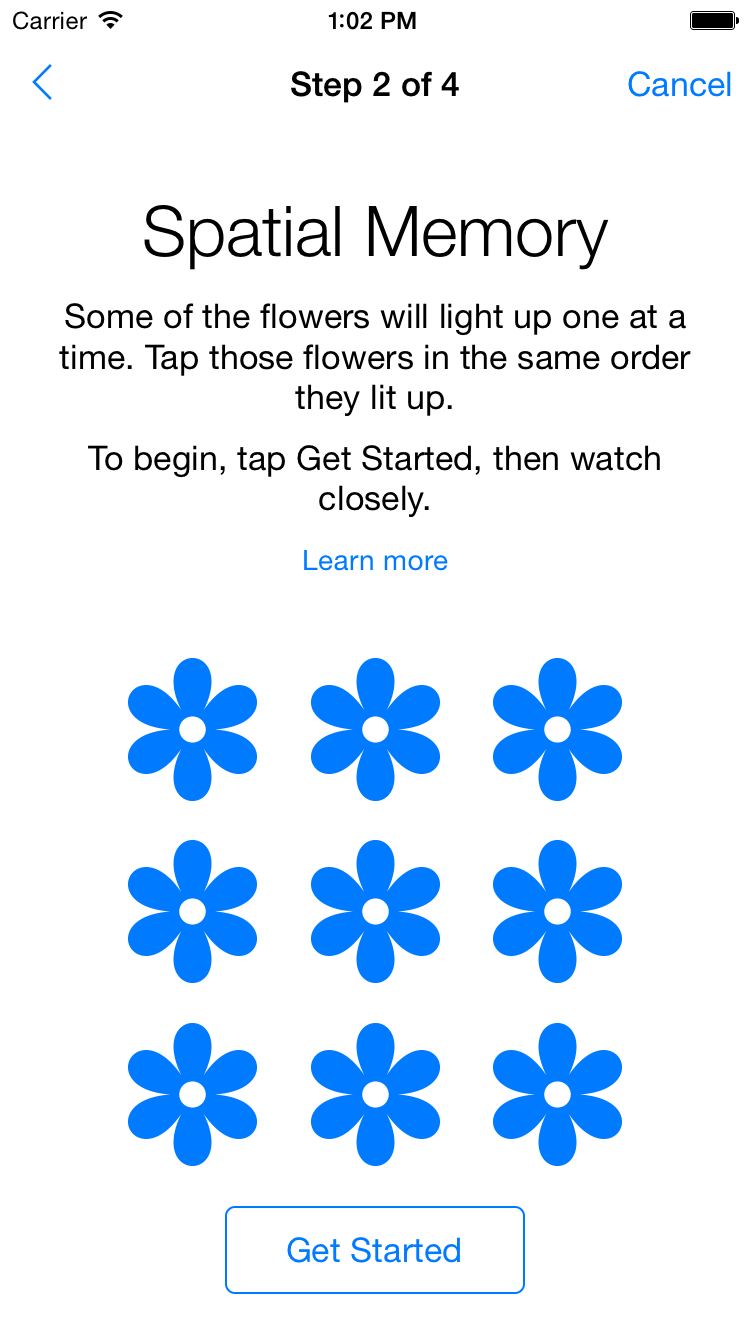 Carrier 1:02 PM
Step 2 of 4 Cancel
Spatial Memory
Some of the flowers will light up one at a
time. Tap those flowers in the same order
they lit up.
To begin, tap Get Started, then watch
closely.
Learn more
Get Started